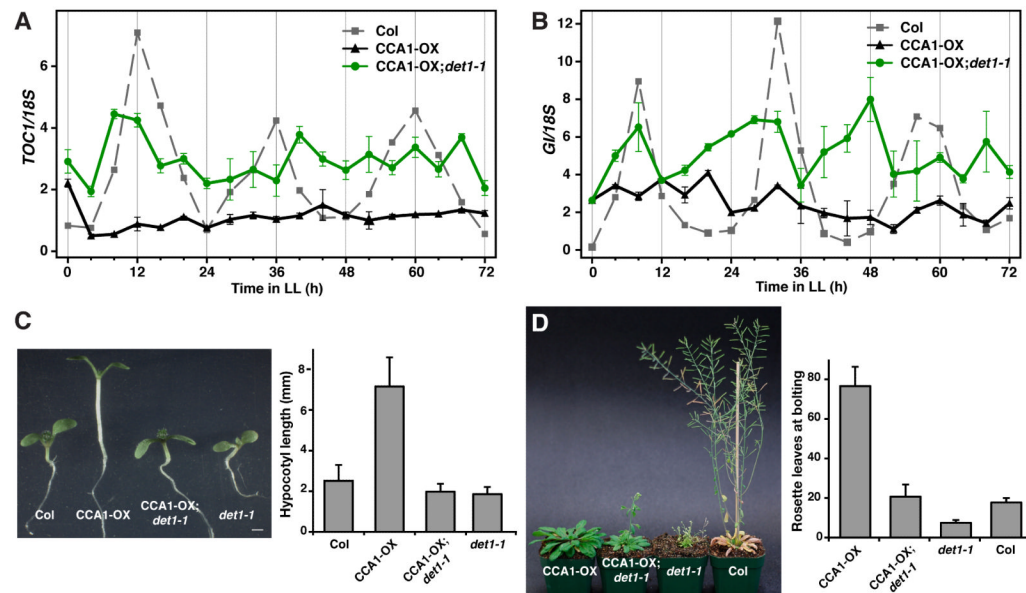 A
TOC1/18S
6
4
2
0
0 12 24 36 48 60 72
Time in LL (h)
Col
CCA1-OX
CCA1-OX;det1-1
B
GI/18S
12
10
8
6
4
2
0
0 12 24 36 48 60 72
Time in LL (h)
Col
CCA1-OX
CCA1-OX;det1-1
C
Col
CCA1-OX
CCA1-OX;
det1-1
det1-1
Hypocotyl length (mm)
8
6
4
2
0
Col
CCA1-OX
CCA1-OX;
det1-1
det1-1
D
CCA1-OX
CCA1-OX;
det1-1
det1-1
Col
Rosette leaves at bolting
80
60
40
20
0
CCA1-OX
CCA1-OX;
det1-1
det1-1
Col